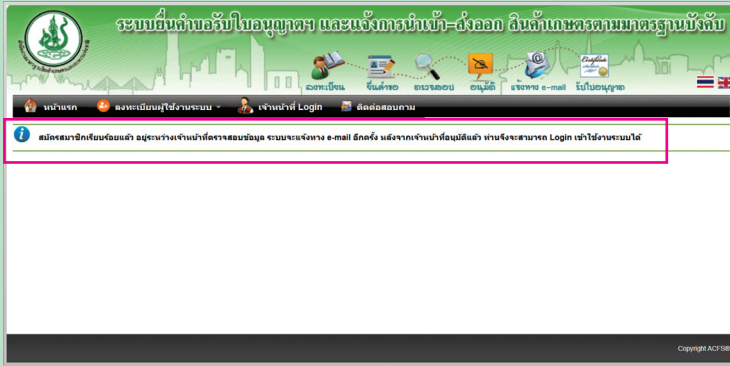 ระบบยื่นคำขอรับใบอนุญาตฯ และแจ้งการนำเข้า-ส่งออก สินค้าเกษตรตามมาตรฐานบังคับ
ลงทะเบียน ยื่นคำขอ ตรวจสอบ อนุมัติ แจ้งทาง e-mail รับใบอนุญาต
หน้าแรก ลงทะเบียนผู้ใช้งานระบบ เจ้าหน้าที่ Login ติดต่อสอบถาม
สมัครสมาชิกเรียบร้อยแล้ว อยู่ระหว่างเจ้าหน้าที่ตรวจสอบข้อมูล ระบบจะแจ้งทาง e-mail อีกครั้ง หลังจากเจ้าหน้าที่อนุมัติแล้ว ท่านจึงจะสามารถ Login เข้าใช้งานระบบได้
Copyright ACFS®